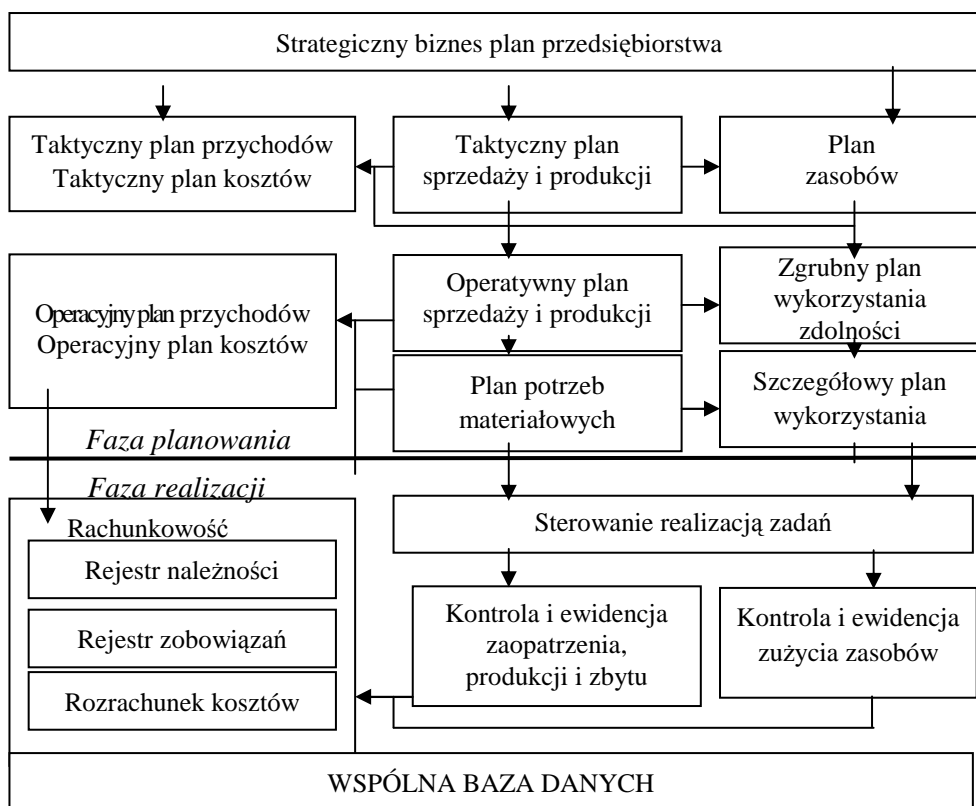 Strategiczny biznes plan przedsiębiorstwa
Taktyczny plan przychodów
Taktyczny plan kosztów
Taktyczny plan
sprzedaży i produkcji
Plan
zasobów
Operacyjny plan przychodów
Operacyjny plan kosztów
Operatywny plan
sprzedaży i produkcji
Zgrubny plan
wykorzystania
zdolności
Plan potrzeb
materiałowych
Szczegółowy plan
wykorzystania
Faza planowania
Faza realizacji
Rachunkowość
Rejestr należności
Rejestr zobowiązań
Rozrachunek kosztów
Sterowanie realizacją zadań
Kontrola i ewidencja
zaopatrzenia,
produkcji i zbytu
Kontrola i ewidencja
zużycia zasobów
WSPÓLNA BAZA DANYCH